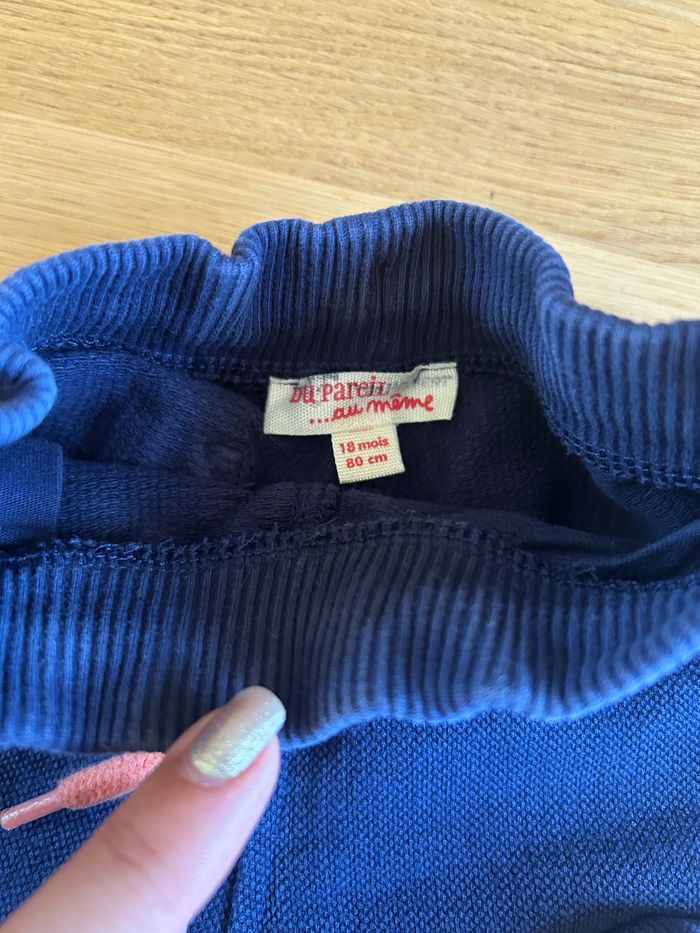 DU PAREIL
...au même
18 mois
80 cm